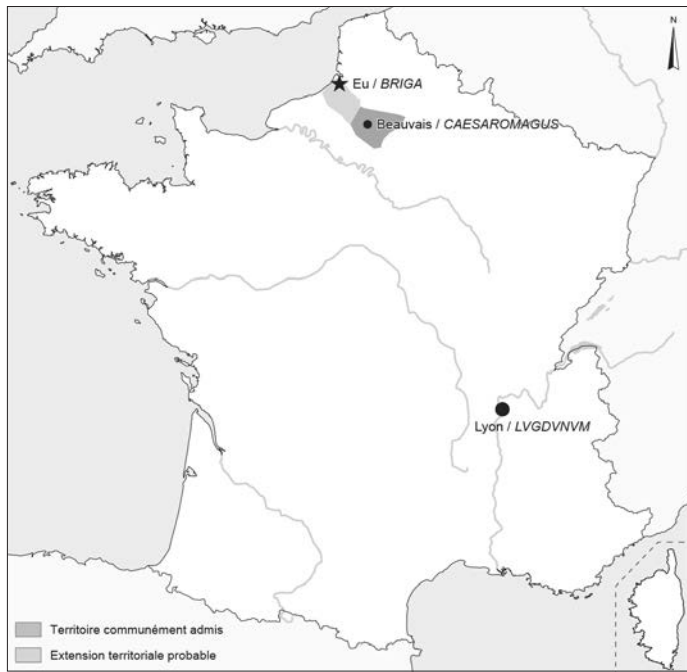 N
Eu / BRIGA
Beauvais / CAESAROMAGUS
Lyon / LVGDVNVM
Territoire communément admis
Extension territoriale probable